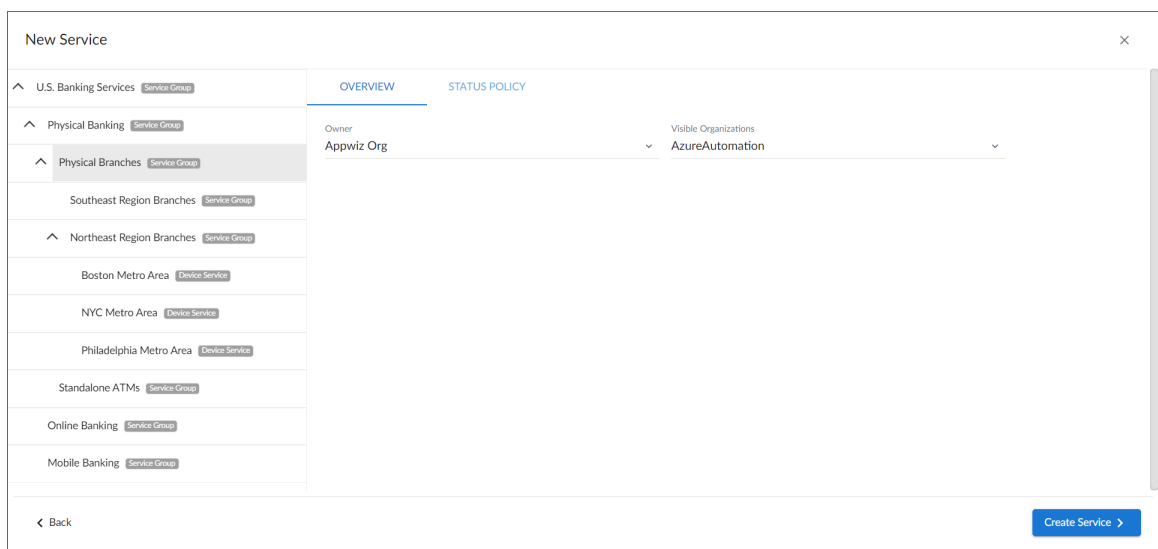 New Service
U.S. Banking Services Service Group
Physical Banking Service Group
Physical Branches Service Group
Southeast Region Branches Service Group
Northeast Region Branches Service Group
Boston Metro Area Device Service
NYC Metro Area Device Service
Philadelphia Metro Area Device Service
Standalone ATMs Service Group
Online Banking Service Group
Mobile Banking Service Group
OVERVIEW STATUS POLICY
Owner Visible Organizations
Appwiz Org AzureAutomation
Back Create Service